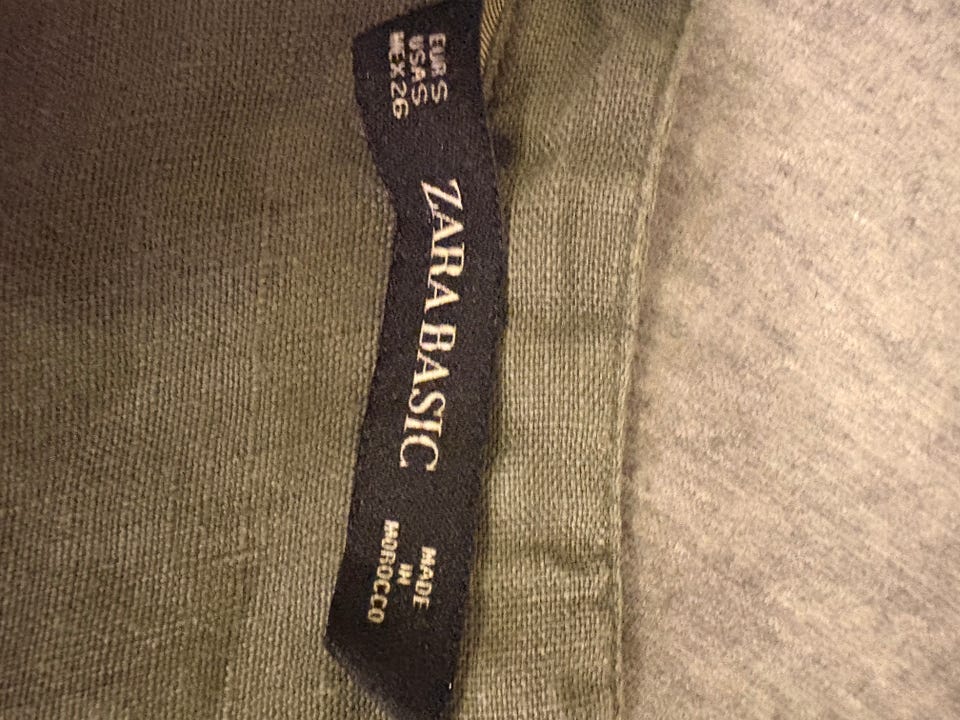 EUR S
USA S
MEX 26
ZARA BASIC
MADE
IN
MOROCCO